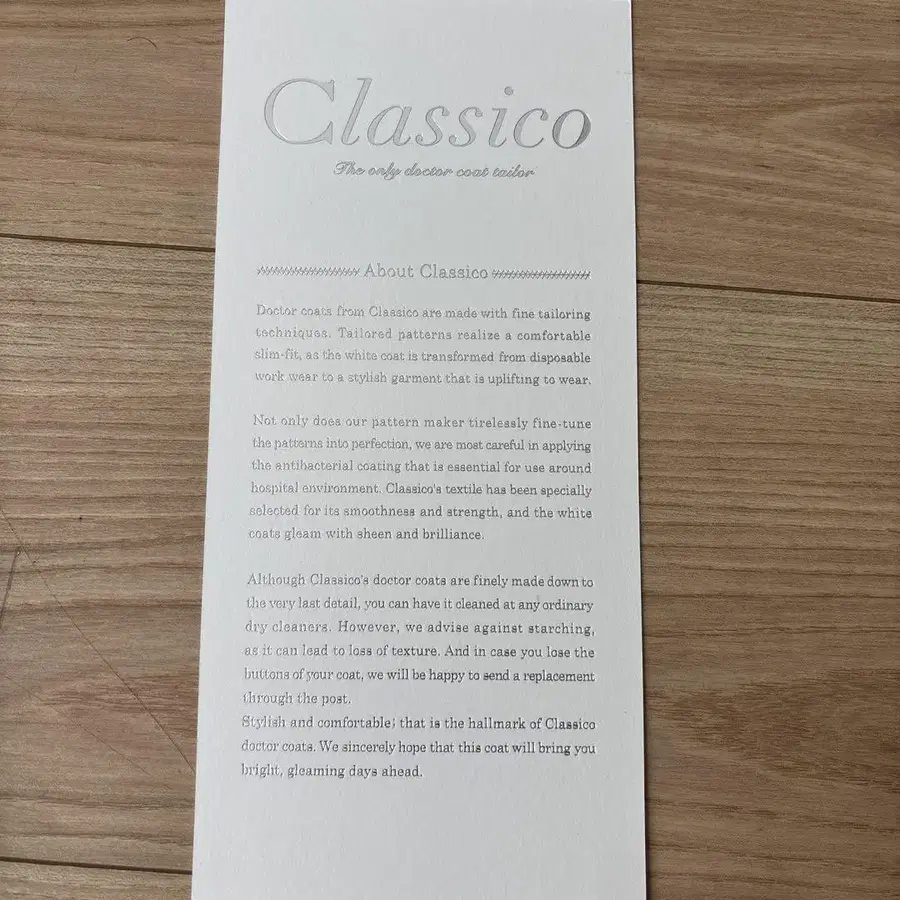 Classico
The only doctor coat tailor
About Classico
Doctor coats from Classico are made with fine tailoring
techniques. Tailored patterns realize a comfortable
slim-fit, as the white coat is transformed from disposable
work wear to a stylish garment that is uplifting to wear.
Not only does our pattern maker tirelessly fine-tune
the patterns into perfection, we are most careful in applying
the antibacterial coating that is essential for use around
hospital environment. Classico's textile has been specially
selected for its smoothness and strength, and the white
coats gleam with sheen and brilliance.
Although Classico's doctor coats are finely made down to
the very last detail, you can have it cleaned at any ordinary
dry cleaners. However, we advise against starching,
as it can lead to loss of texture. And in case you lose the
buttons of your coat, we will be happy to send a replacement
through the post.
Stylish and comfortable; that is the hallmark of Classico
doctor coats. We sincerely hope that this coat will bring you
bright, gleaming days ahead.